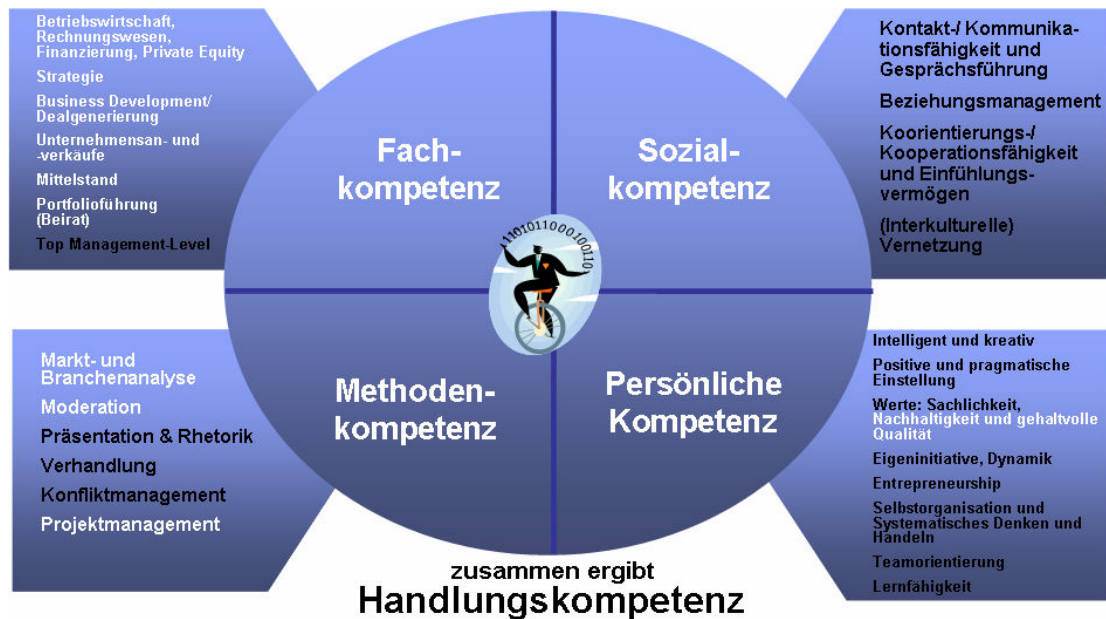 Betriebswirtschaft,
Rechnungswesen,
Finanzierung, Private Equity
Strategie
Business Development/
Dealgenerierung
Unternehmensan- und
-verkäufe
Mittelstand
Portfolioführung
(Beirat)
Top Management-Level
Fach-
kompetenz
Sozial-
kompetenz
Kontakt-/ Kommunika-
tionsfähigkeit und
Gesprächsführung
Beziehungsmanagement
Koorientierungs-/
Kooperationsfähigkeit
und Einfühlungs-
vermögen
(Interkulturelle)
Vernetzung
Markt- und
Branchenanalyse
Moderation
Präsentation & Rhetorik
Verhandlung
Konfliktmanagement
Projektmanagement
Methoden-
kompetenz
Persönliche
Kompetenz
Intelligent und kreativ
Positive und pragmatische
Einstellung
Werte: Sachlichkeit,
Nachhaltigkeit und gehaltvolle
Qualität
Eigeninitiative, Dynamik
Entrepreneurship
Selbstorganisation und
Systematisches Denken und
Handeln
Teamorientierung
Lernfähigkeit
zusammen ergibt
Handlungskompetenz